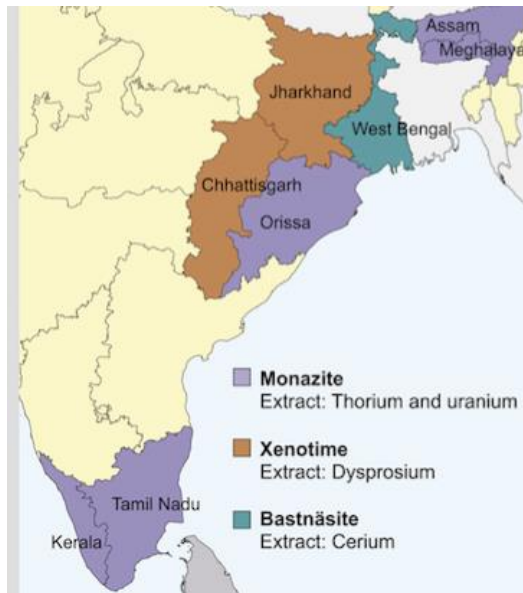 Assam
Meghalaya
Jharkhand
West Bengal
Chhattisgarh
Orissa
Monazite
Extract: Thorium and uranium
Xenotime
Extract: Dysprosium
Tamil Nadu
Kerala
Bastnäsite
Extract: Cerium